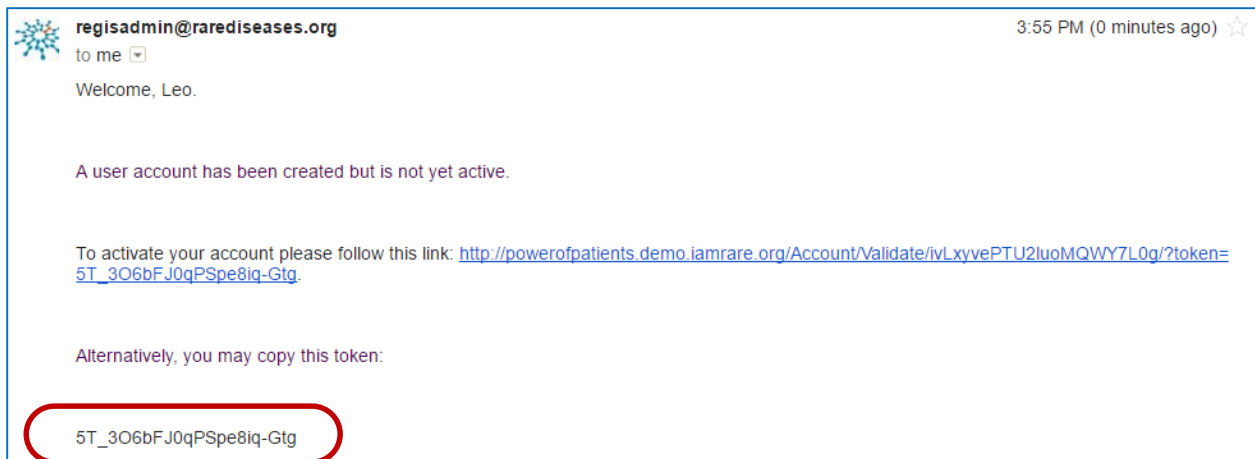 regisadmin@rarediseases.org
3:55 PM (0 minutes ago)
to me
Welcome, Leo.
A user account has been created but is not yet active.
To activate your account please follow this link: http://powerofpatients.demo.iamrare.org/Account/Validate/ivLxyvePTU2luoMQWY7L0g/?token=
5T_3O6bFJ0qPSpe8iq-Gtg.
Alternatively, you may copy this token:
5T_3O6bFJ0qPSpe8iq-Gtg